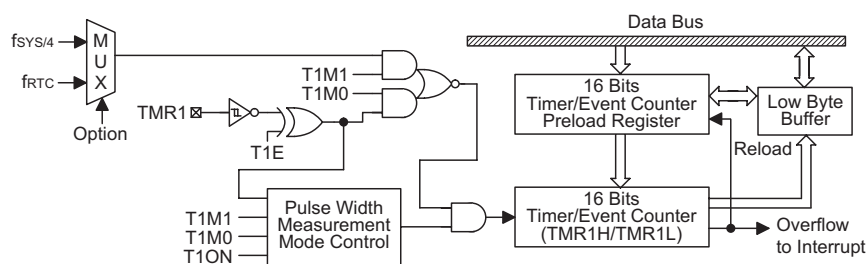 Data Bus
fSYS/4
fRTC
M
U
X
Option
TMR1
T1E
T1M1
T1M0
16 Bits
Timer/Event Counter
Preload Register
Low Byte
Buffer
Reload
T1M1
T1M0
T1ON
Pulse Width
Measurement
Mode Control
16 Bits
Timer/Event Counter
(TMR1H/TMR1L)
Overflow
to Interrupt